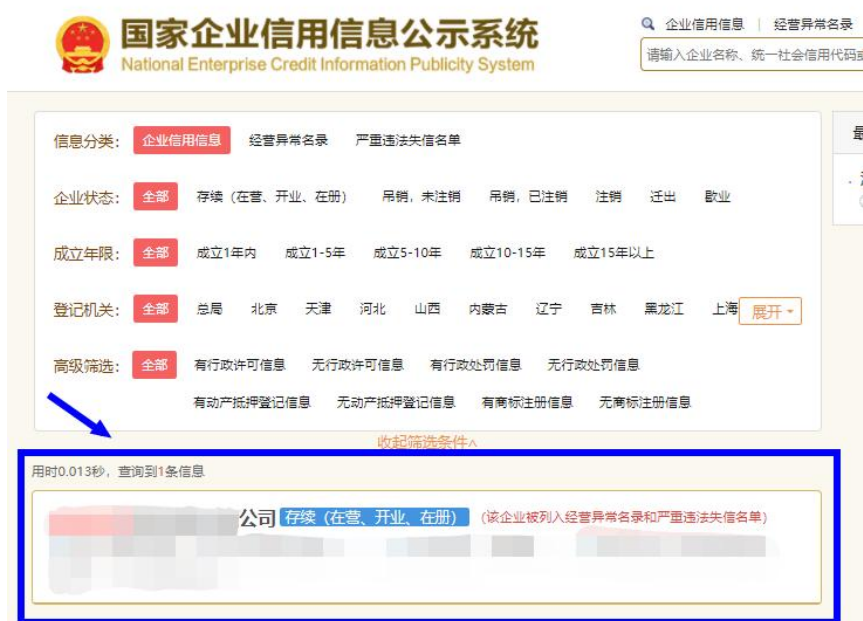 国家企业信用信息公示系统
National Enterprise Credit Information Publicity System
企业信用信息 | 经营异常名录
请输入企业名称、统一社会信用代码或
信息分类： 企业信用信息 经营异常名录 严重违法失信名单
企业状态： 全部 存续（在营、开业、在册） 吊销，未注销 吊销，已注销 注销 迁出 歇业
成立年限： 全部 成立1年内 成立1-5年 成立5-10年 成立10-15年 成立15年以上
登记机关： 全部 总局 北京 天津 河北 山西 内蒙古 辽宁 吉林 黑龙江 上海 展开
高级筛选： 全部 有行政许可信息 无行政许可信息 有行政处罚信息 无行政处罚信息
有动产抵押登记信息 无动产抵押登记信息 有商标注册信息 无商标注册信息
收起筛选条件
用时0.013秒，查询到1条信息
公司 存续（在营、开业、在册） （该企业被列入经营异常名录和严重违法失信名单）